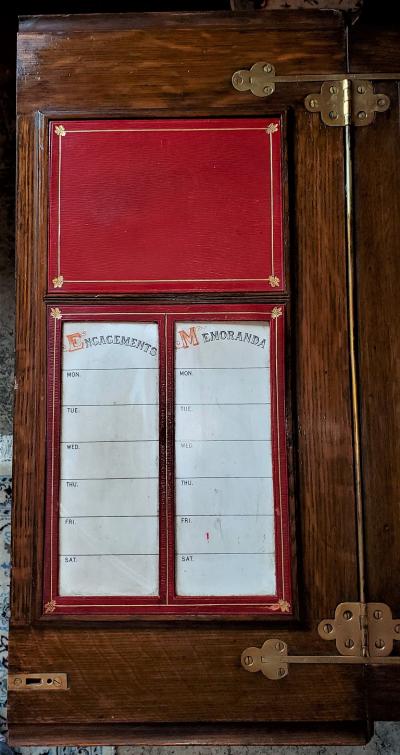 ENGAGEMENTS
MON.
TUE.
WED.
THU.
FRI.
SAT.
MEMORANDA
MON.
TUE.
WED.
THU.
FRI.
SAT.